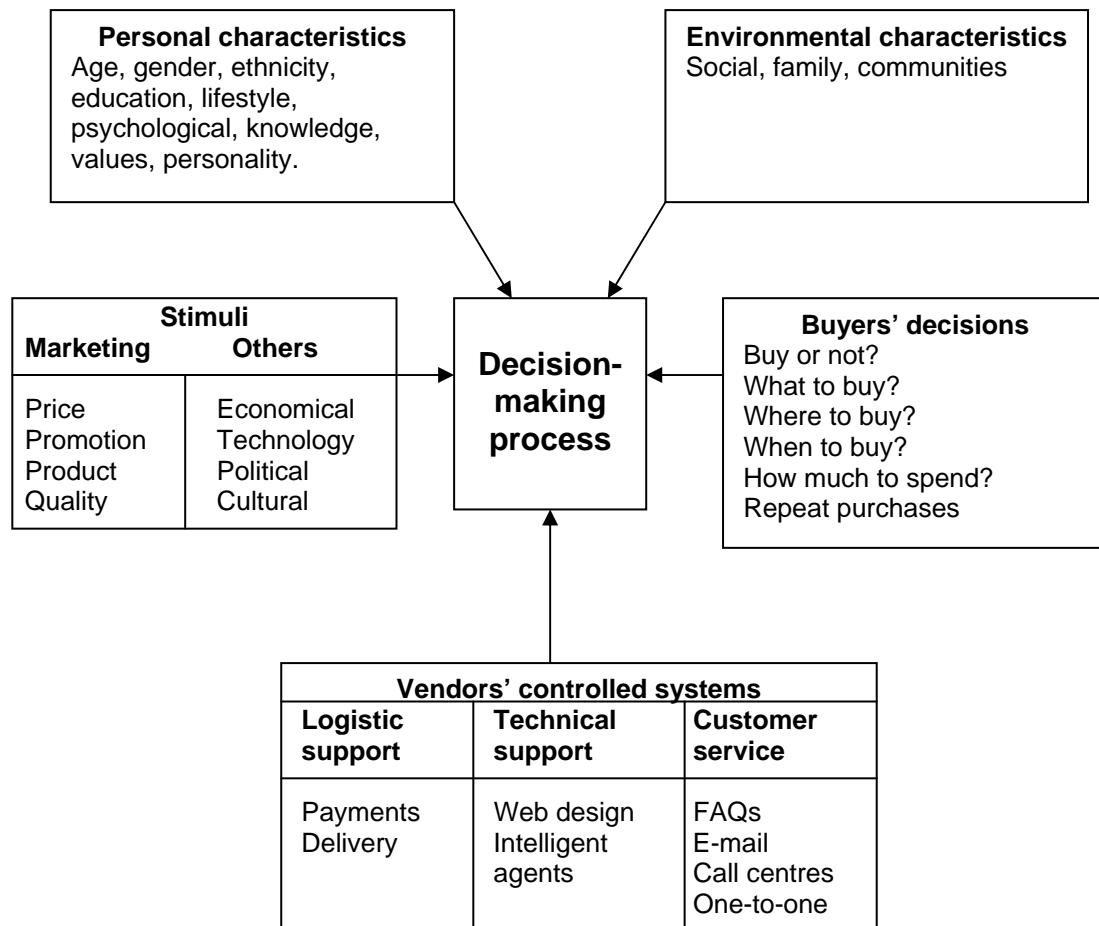 Personal characteristics
Age, gender, ethnicity,
education, lifestyle,
psychological, knowledge,
values, personality.
Environmental characteristics
Social, family, communities
Stimuli
Marketing Others
Price
Promotion
Product
Quality
Economical
Technology
Political
Cultural
Decision-
making
process
Buyers’ decisions
Buy or not?
What to buy?
Where to buy?
When to buy?
How much to spend?
Repeat purchases
Vendors’ controlled systems
Logistic
support
Technical
support
Customer
service
Payments
Delivery
Web design
Intelligent
agents
FAQs
E-mail
Call centres
One-to-one